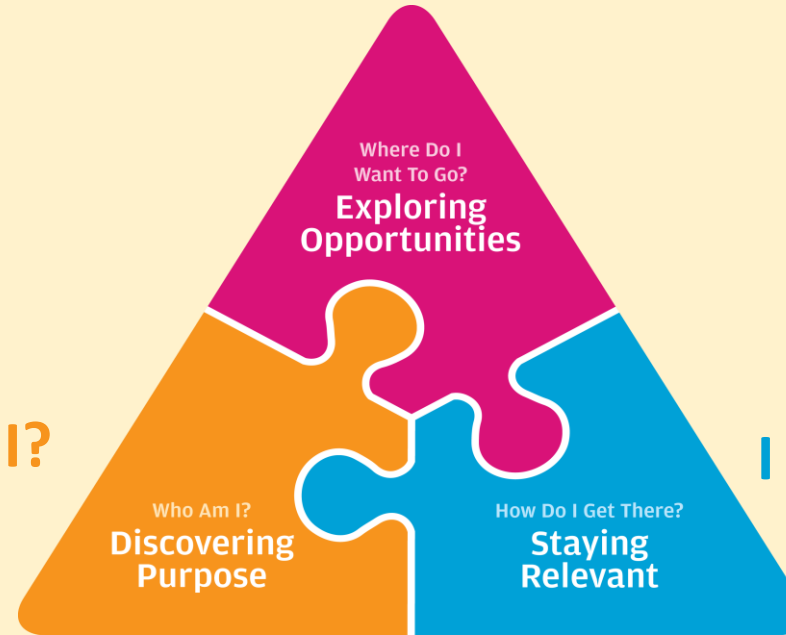 Where Do I
Want To Go?
Exploring
Opportunities
I?
I
Who Am I?
Discovering
Purpose
How Do I Get There?
Staying
Relevant